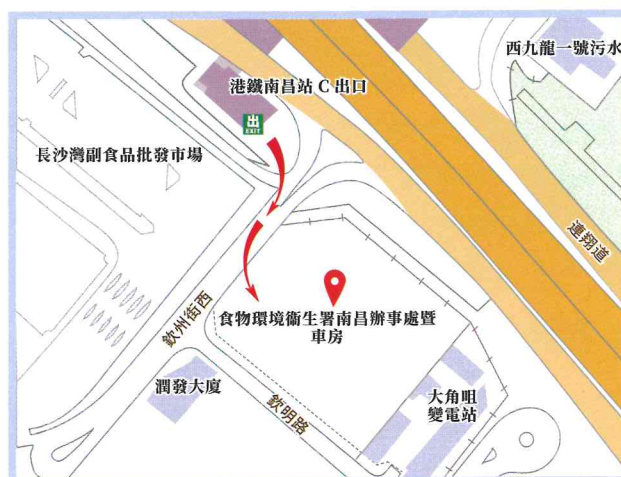 西九龍一號污水
港鐵南昌站 C 出口
出
EXIT
長沙灣副食品批發市場
連翔道
食物環境衞生署南昌辦事處暨
車房
欽州街西
潤發大廈
欽明路
大角咀
變電站